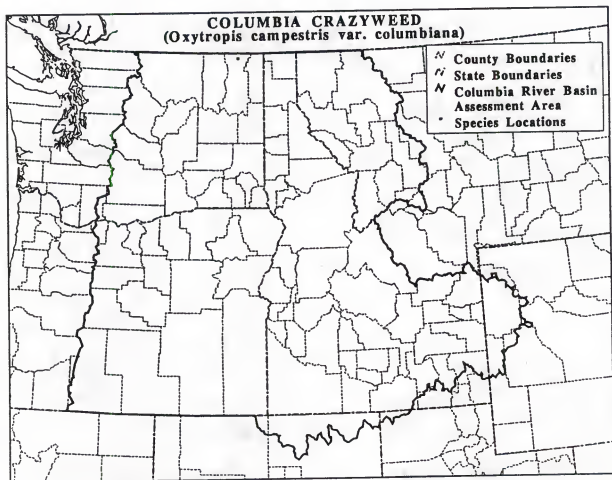 COLUMBIA CRAZYWEED
(Oxytropis campestris var. columbiana)
County Boundaries
State Boundaries
Columbia River Basin
Assessment Area
Species Locations